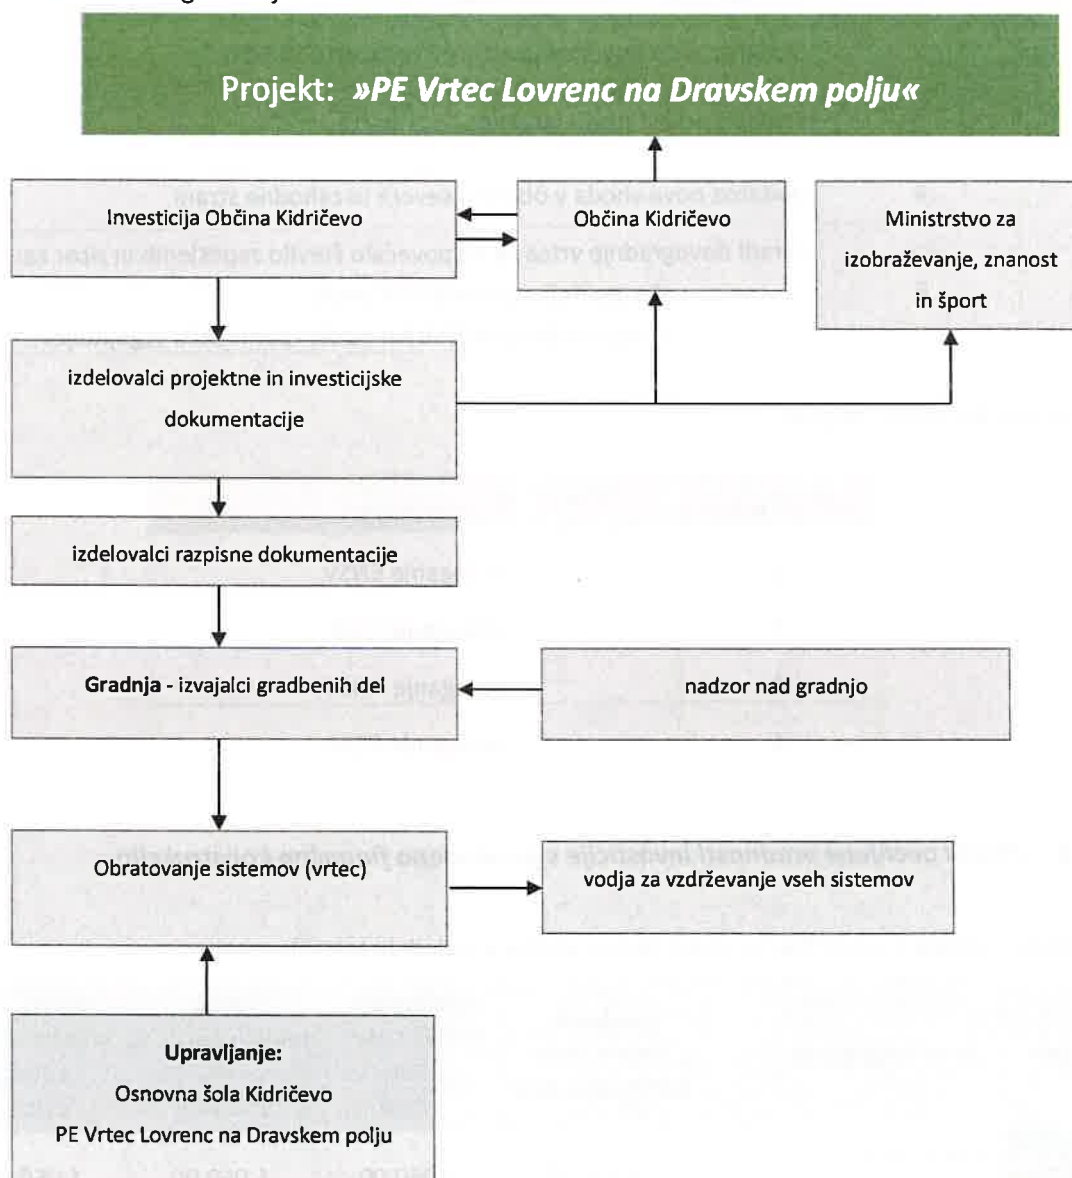 Projekt: »PE Vrtec Lovrenc na Dravskem polju«
Investicija Občina Kidričevo
Občina Kidričevo
Ministrstvo za
izobraževanje, znanost
in šport
izdelovalci projektne in investicijske
dokumentacije
izdelovalci razpisne dokumentacije
Gradnja - izvajalci gradbenih del
nadzor nad gradnjo
Obratovanje sistemov (vrtec)
vodja za vzdrževanje vseh sistemov
Upravljanje:
Osnovna šola Kidričevo
PE Vrtec Lovrenc na Dravskem polju